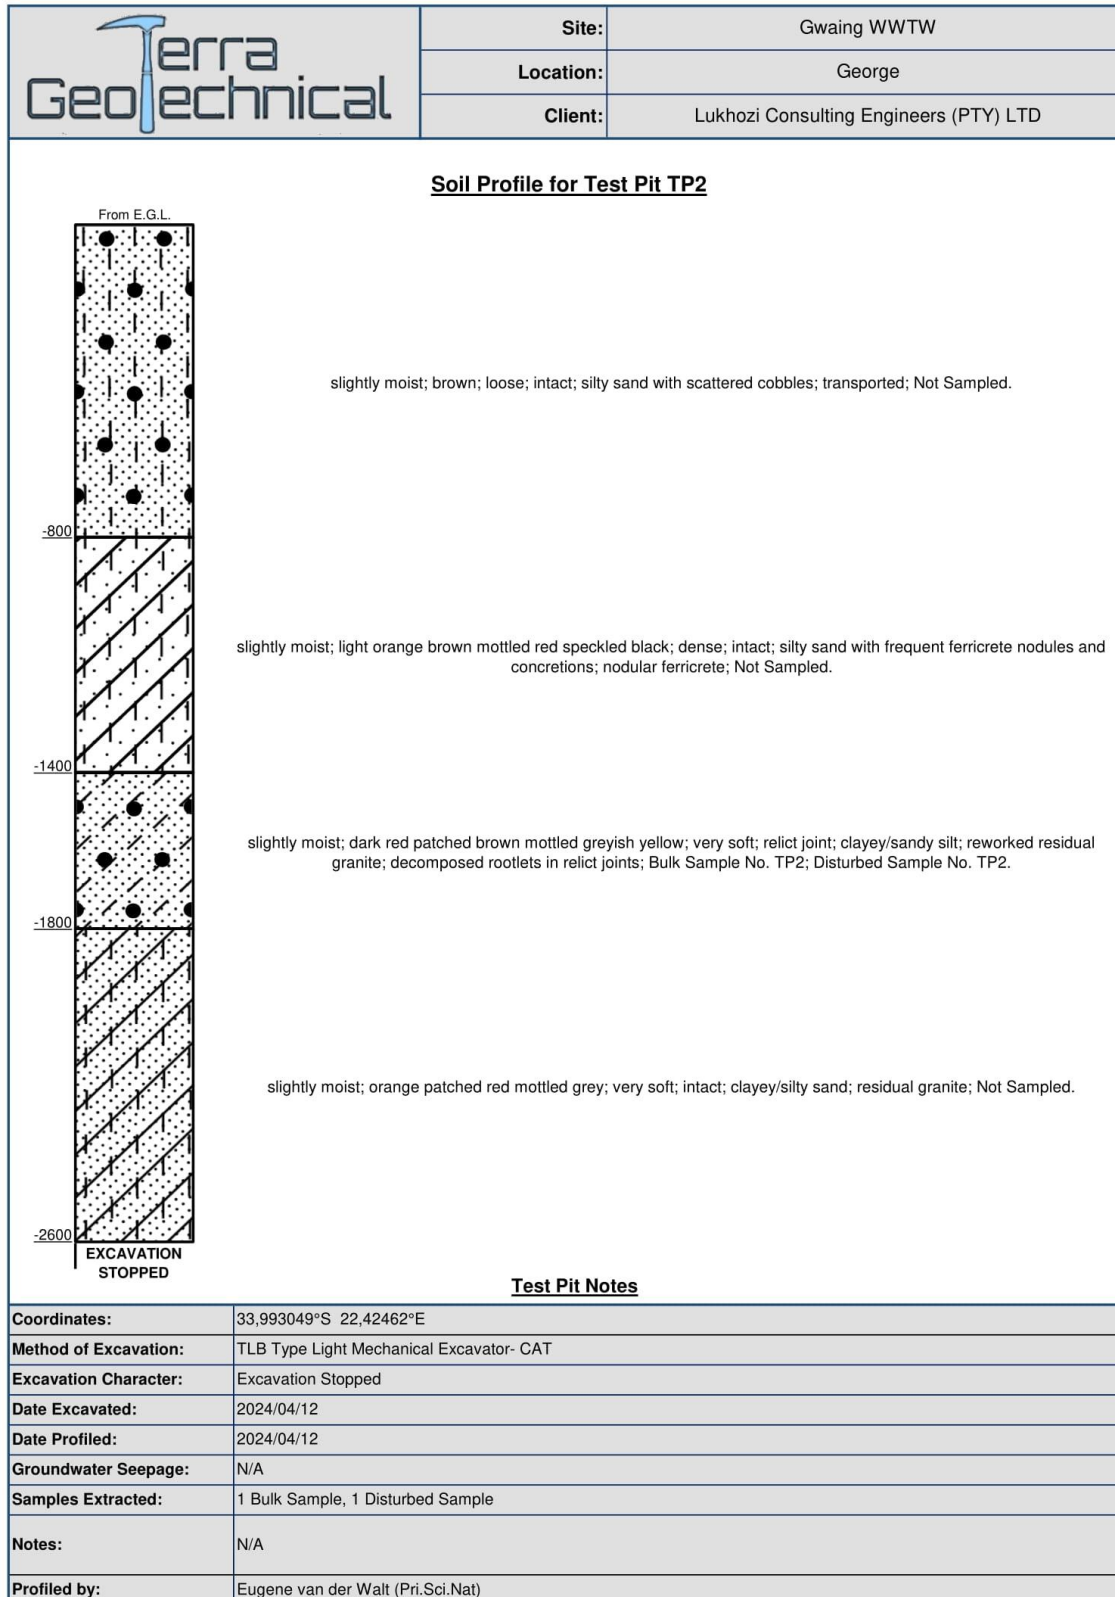 Terra
GeoTechnical
Site: Gwaing WWTW
Location: George
Client: Lukhozi Consulting Engineers (PTY) LTD
Soil Profile for Test Pit TP2
From E.G.L.
slightly moist; brown; loose; intact; silty sand with scattered cobbles; transported; Not Sampled.
-800
slightly moist; light orange brown mottled red speckled black; dense; intact; silty sand with frequent ferricrete nodules and
concretions; nodular ferricrete; Not Sampled.
-1400
slightly moist; dark red patched brown mottled greyish yellow; very soft; relict joint; clayey/sandy silt; reworked residual
granite; decomposed rootlets in relict joints; Bulk Sample No. TP2; Disturbed Sample No. TP2.
-1800
slightly moist; orange patched red mottled grey; very soft; intact; clayey/silty sand; residual granite; Not Sampled.
-2600
EXCAVATION
STOPPED
Test Pit Notes
Coordinates: 33,993049°S 22,42462°E
Method of Excavation: TLB Type Light Mechanical Excavator- CAT
Excavation Character: Excavation Stopped
Date Excavated: 2024/04/12
Date Profiled: 2024/04/12
Groundwater Seepage: N/A
Samples Extracted: 1 Bulk Sample, 1 Disturbed Sample
Notes: N/A
Profiled by: Eugene van der Walt (Pri.Sci.Nat)